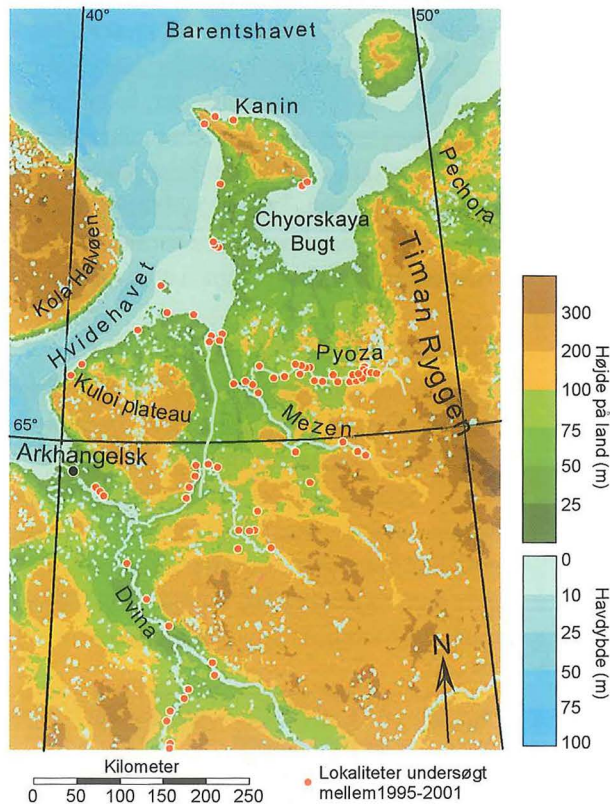 40°
50°
Barentshavet
Kanin
Pechora
Chyorskaya
Bugt
Kola Halvøen
Timan Ryggen
Hvidehavet
Pyoza
Kuloi plateau
Mezen
65°
Arkhangelsk
Dvina
N
300
200
100
75
50
25
Højde på land (m)
0
10
25
50
75
100
Havdybde (m)
Kilometer
0 50 100 150 200 250
Lokaliteter undersøgt
mellem1995-2001